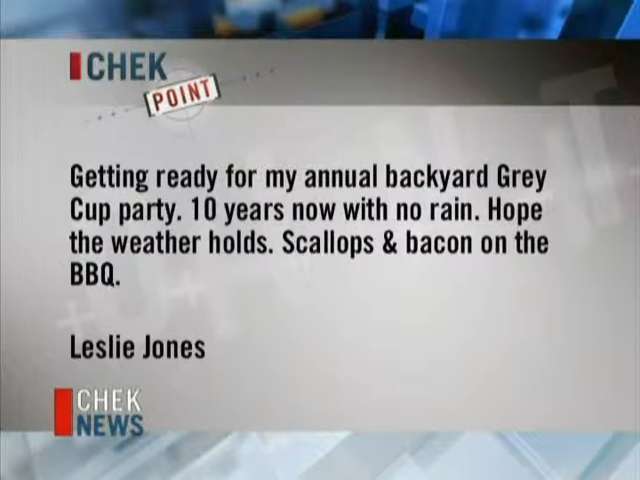 CHEK
POINT
Getting ready for my annual backyard Grey
Cup party. 10 years now with no rain. Hope
the weather holds. Scallops & bacon on the
BBQ.
Leslie Jones
CHEK
NEWS